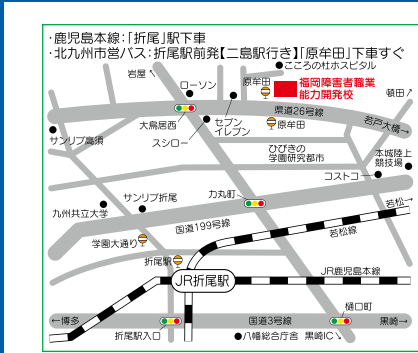 ・鹿児島本線:「折尾」駅下車
・北九州市営バス:折尾駅前発【二島駅行き】「原牟田」下車すぐ
こころの杜ホスピタル
岩屋
ローソン
原牟田
福岡障害者職業
能力開発校
頓田
大鳥居西
セブン
イレブン
県道26号線
若戸大橋→
スシロー
原牟田
サンリブ高須
ひびきの
学園研究都市
本城陸上
競技場
コストコ
サンリブ折尾
力丸町
九州共立大
若松→
国道199号線
若松線
学園大通り
折尾駅
JR折尾駅
JR鹿児島本線
樋口町
←博多
国道3号線
黒崎→
折尾駅入口
八幡総合庁舎
黒崎IC